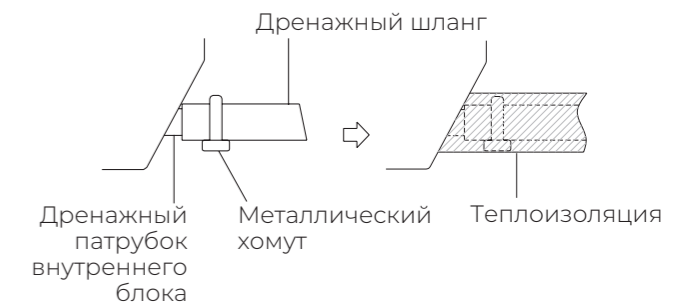 Дренажный шланг
Дренажный
патрубок
внутреннего
блока
Металлический
хомут
Теплоизоляция